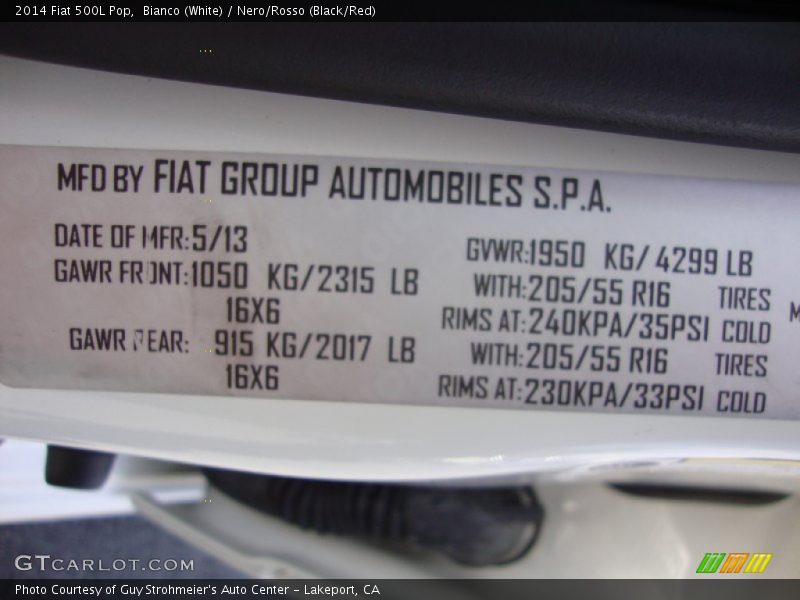 2014 Fiat 500L Pop,  Bianco (White) / Nero/Rosso (Black/Red)
MFD BY FIAT GROUP AUTOMOBILES S.P.A.
DATE OF MFR:5/13
GVWR:1950 KG/ 4299 LB
GAWR FRONT:1050 KG/2315 LB
WITH:205/55 R16 TIRES
16X6
RIMS AT:240KPA/35PSI COLD
GAWR REAR: 915 KG/2017 LB
WITH:205/55 R16 TIRES
16X6
RIMS AT:230KPA/33PSI COLD
GTCARLOT.COM
Photo Courtesy of Guy Strohmeier's Auto Center – Lakeport, CA